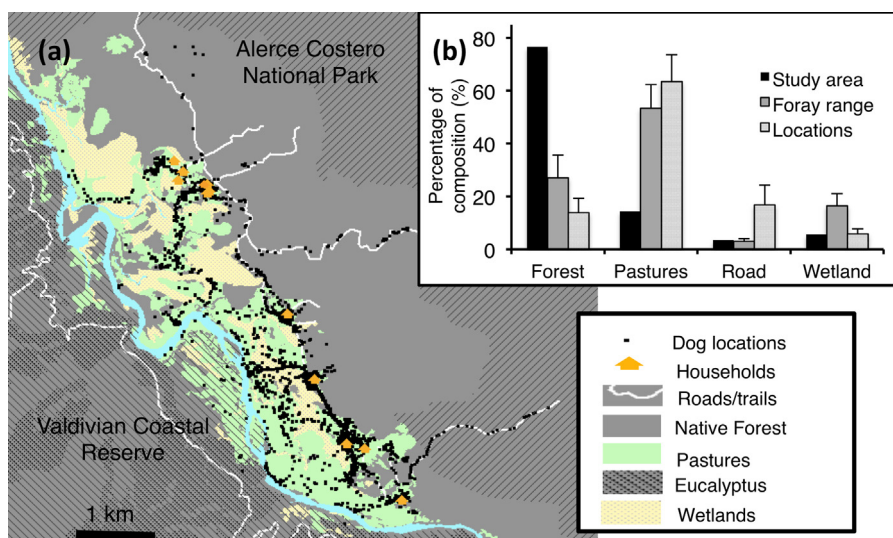 (a)
Alerce Costero
National Park
Valdivian Coastal
Reserve
1 km
(b)
Percentage of
composition (%)
80
60
40
20
0
Forest
Pastures
Road
Wetland
Study area
Foray range
Locations
Dog locations
Households
Roads/trails
Native Forest
Pastures
Eucalyptus
Wetlands